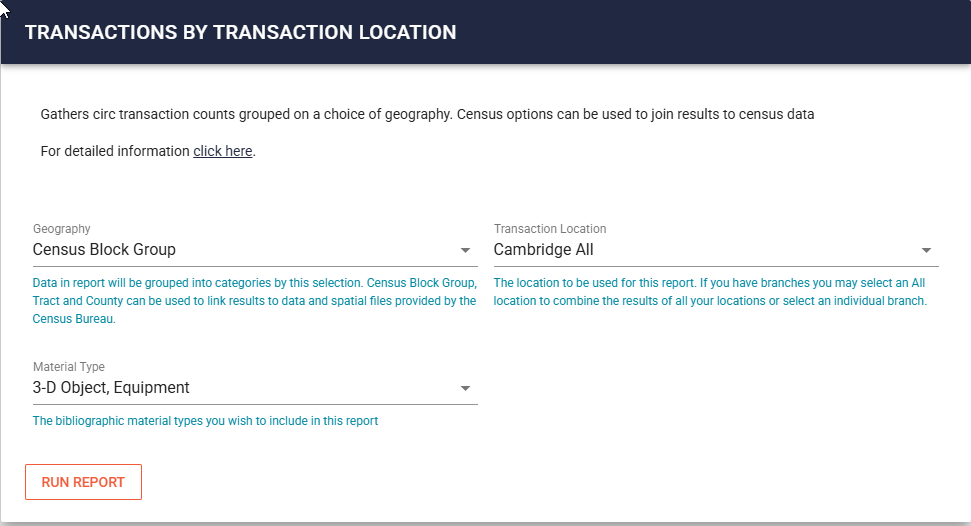 TRANSACTIONS BY TRANSACTION LOCATION
Gathers circ transaction counts grouped on a choice of geography. Census options can be used to join results to census data
For detailed information click here.
Geography
Census Block Group
Data in report will be grouped into categories by this selection. Census Block Group,
Tract and County can be used to link results to data and spatial files provided by the
Census Bureau.
Transaction Location
Cambridge All
The location to be used for this report. If you have branches you may select an All
location to combine the results of all your locations or select an individual branch.
Material Type
3-D Object, Equipment
The bibliographic material types you wish to include in this report
RUN REPORT